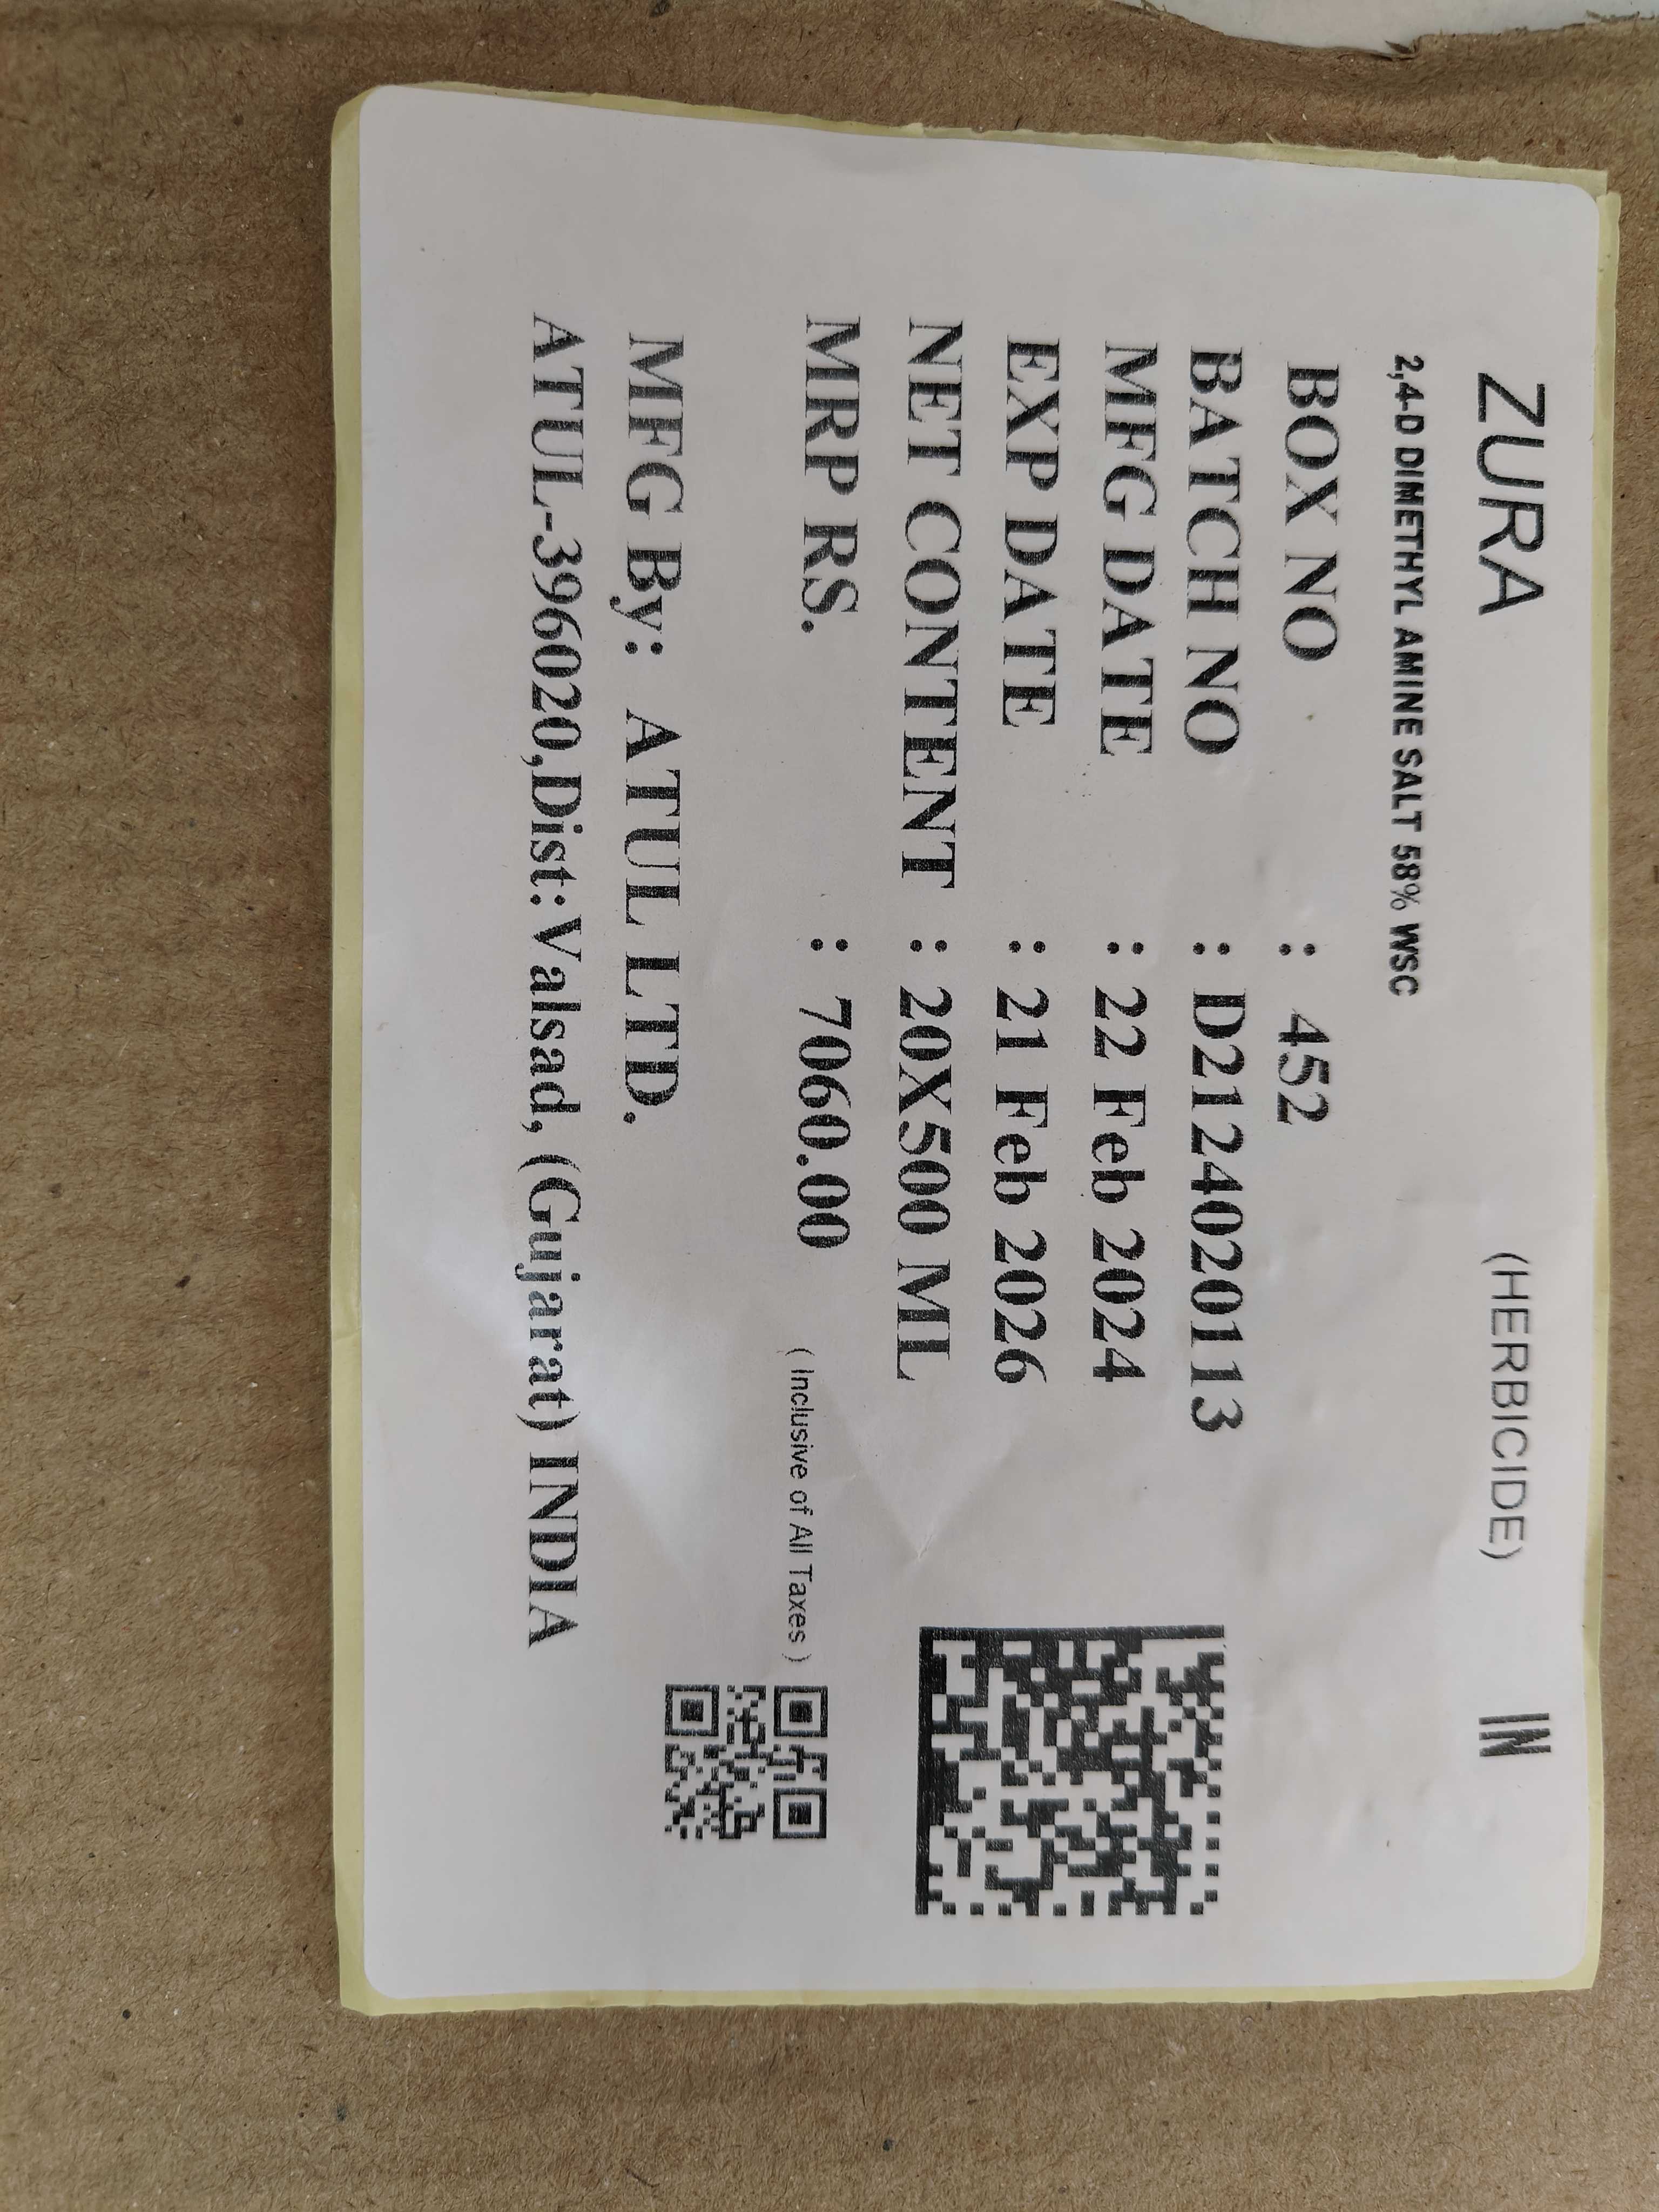 ZURA (HERBICIDE) IN
2,4-D DIMETHYL AMINE SALT 58% WSC
BOX NO : 452
BATCH NO : D2124020113
MFG DATE : 22 Feb 2024
EXP DATE : 21 Feb 2026
NET CONTENT : 20X500 ML
MRP RS. : 7060.00 ( Inclusive of All Taxes )
MFG By: ATUL LTD.
ATUL-396020,Dist:Valsad, (Gujarat) INDIA